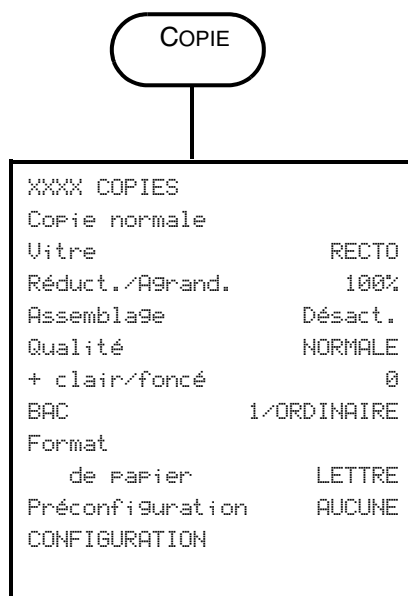 COPIE
XXXX COPIES
Copie normale
Vitre RECTO
Réduct./Agrand. 100%
Assemblage Désact.
Qualité NORMALE
+ clair/foncé 0
BAC 1/ORDINAIRE
Format
de papier LETTRE
Préconfiguration AUCUNE
CONFIGURATION